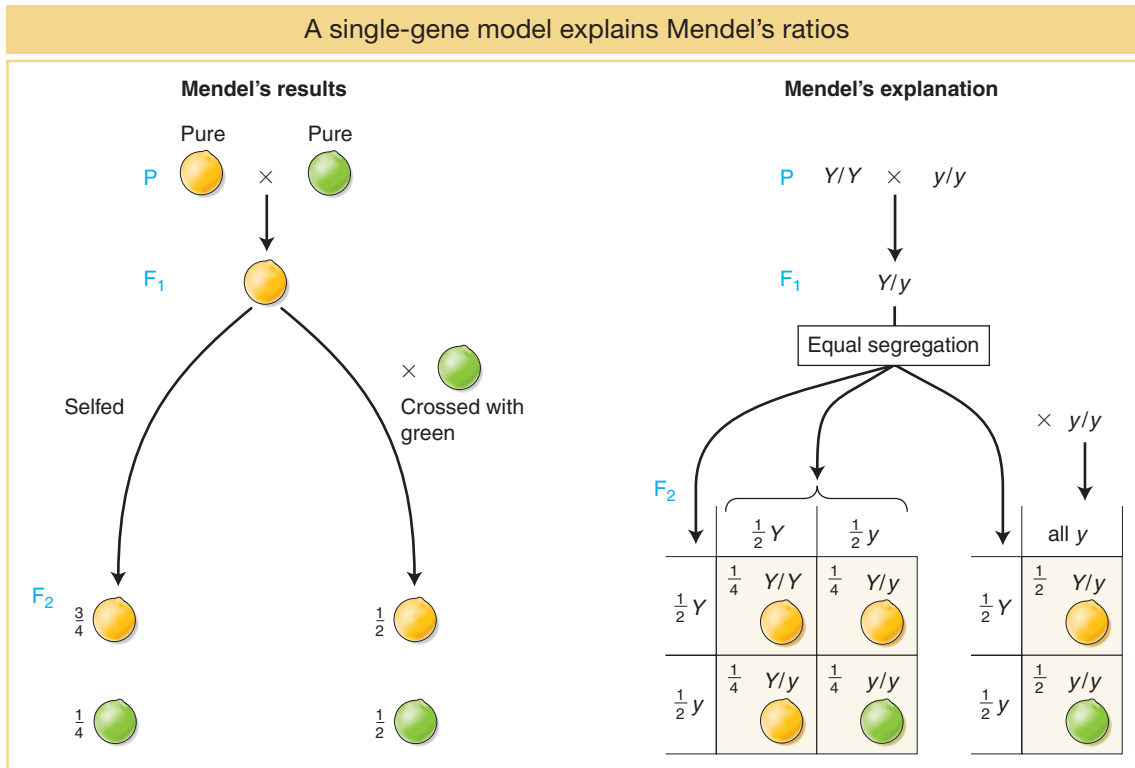 A single-gene model explains Mendel's ratios
Mendel's results
Pure Pure
P ×
F₁
Selfed
×
Crossed with
green
F₂
3/4 1/2
1/4 1/2
Mendel's explanation
P Y/Y × y/y
F₁ Y/y
Equal segregation
× y/y
F₂
1/2 Y 1/2 y all y
1/2 Y 1/4 Y/Y 1/4 Y/y 1/2 Y 1/2 Y/y
1/2 y 1/4 Y/y 1/4 y/y 1/2 y 1/2 y/y